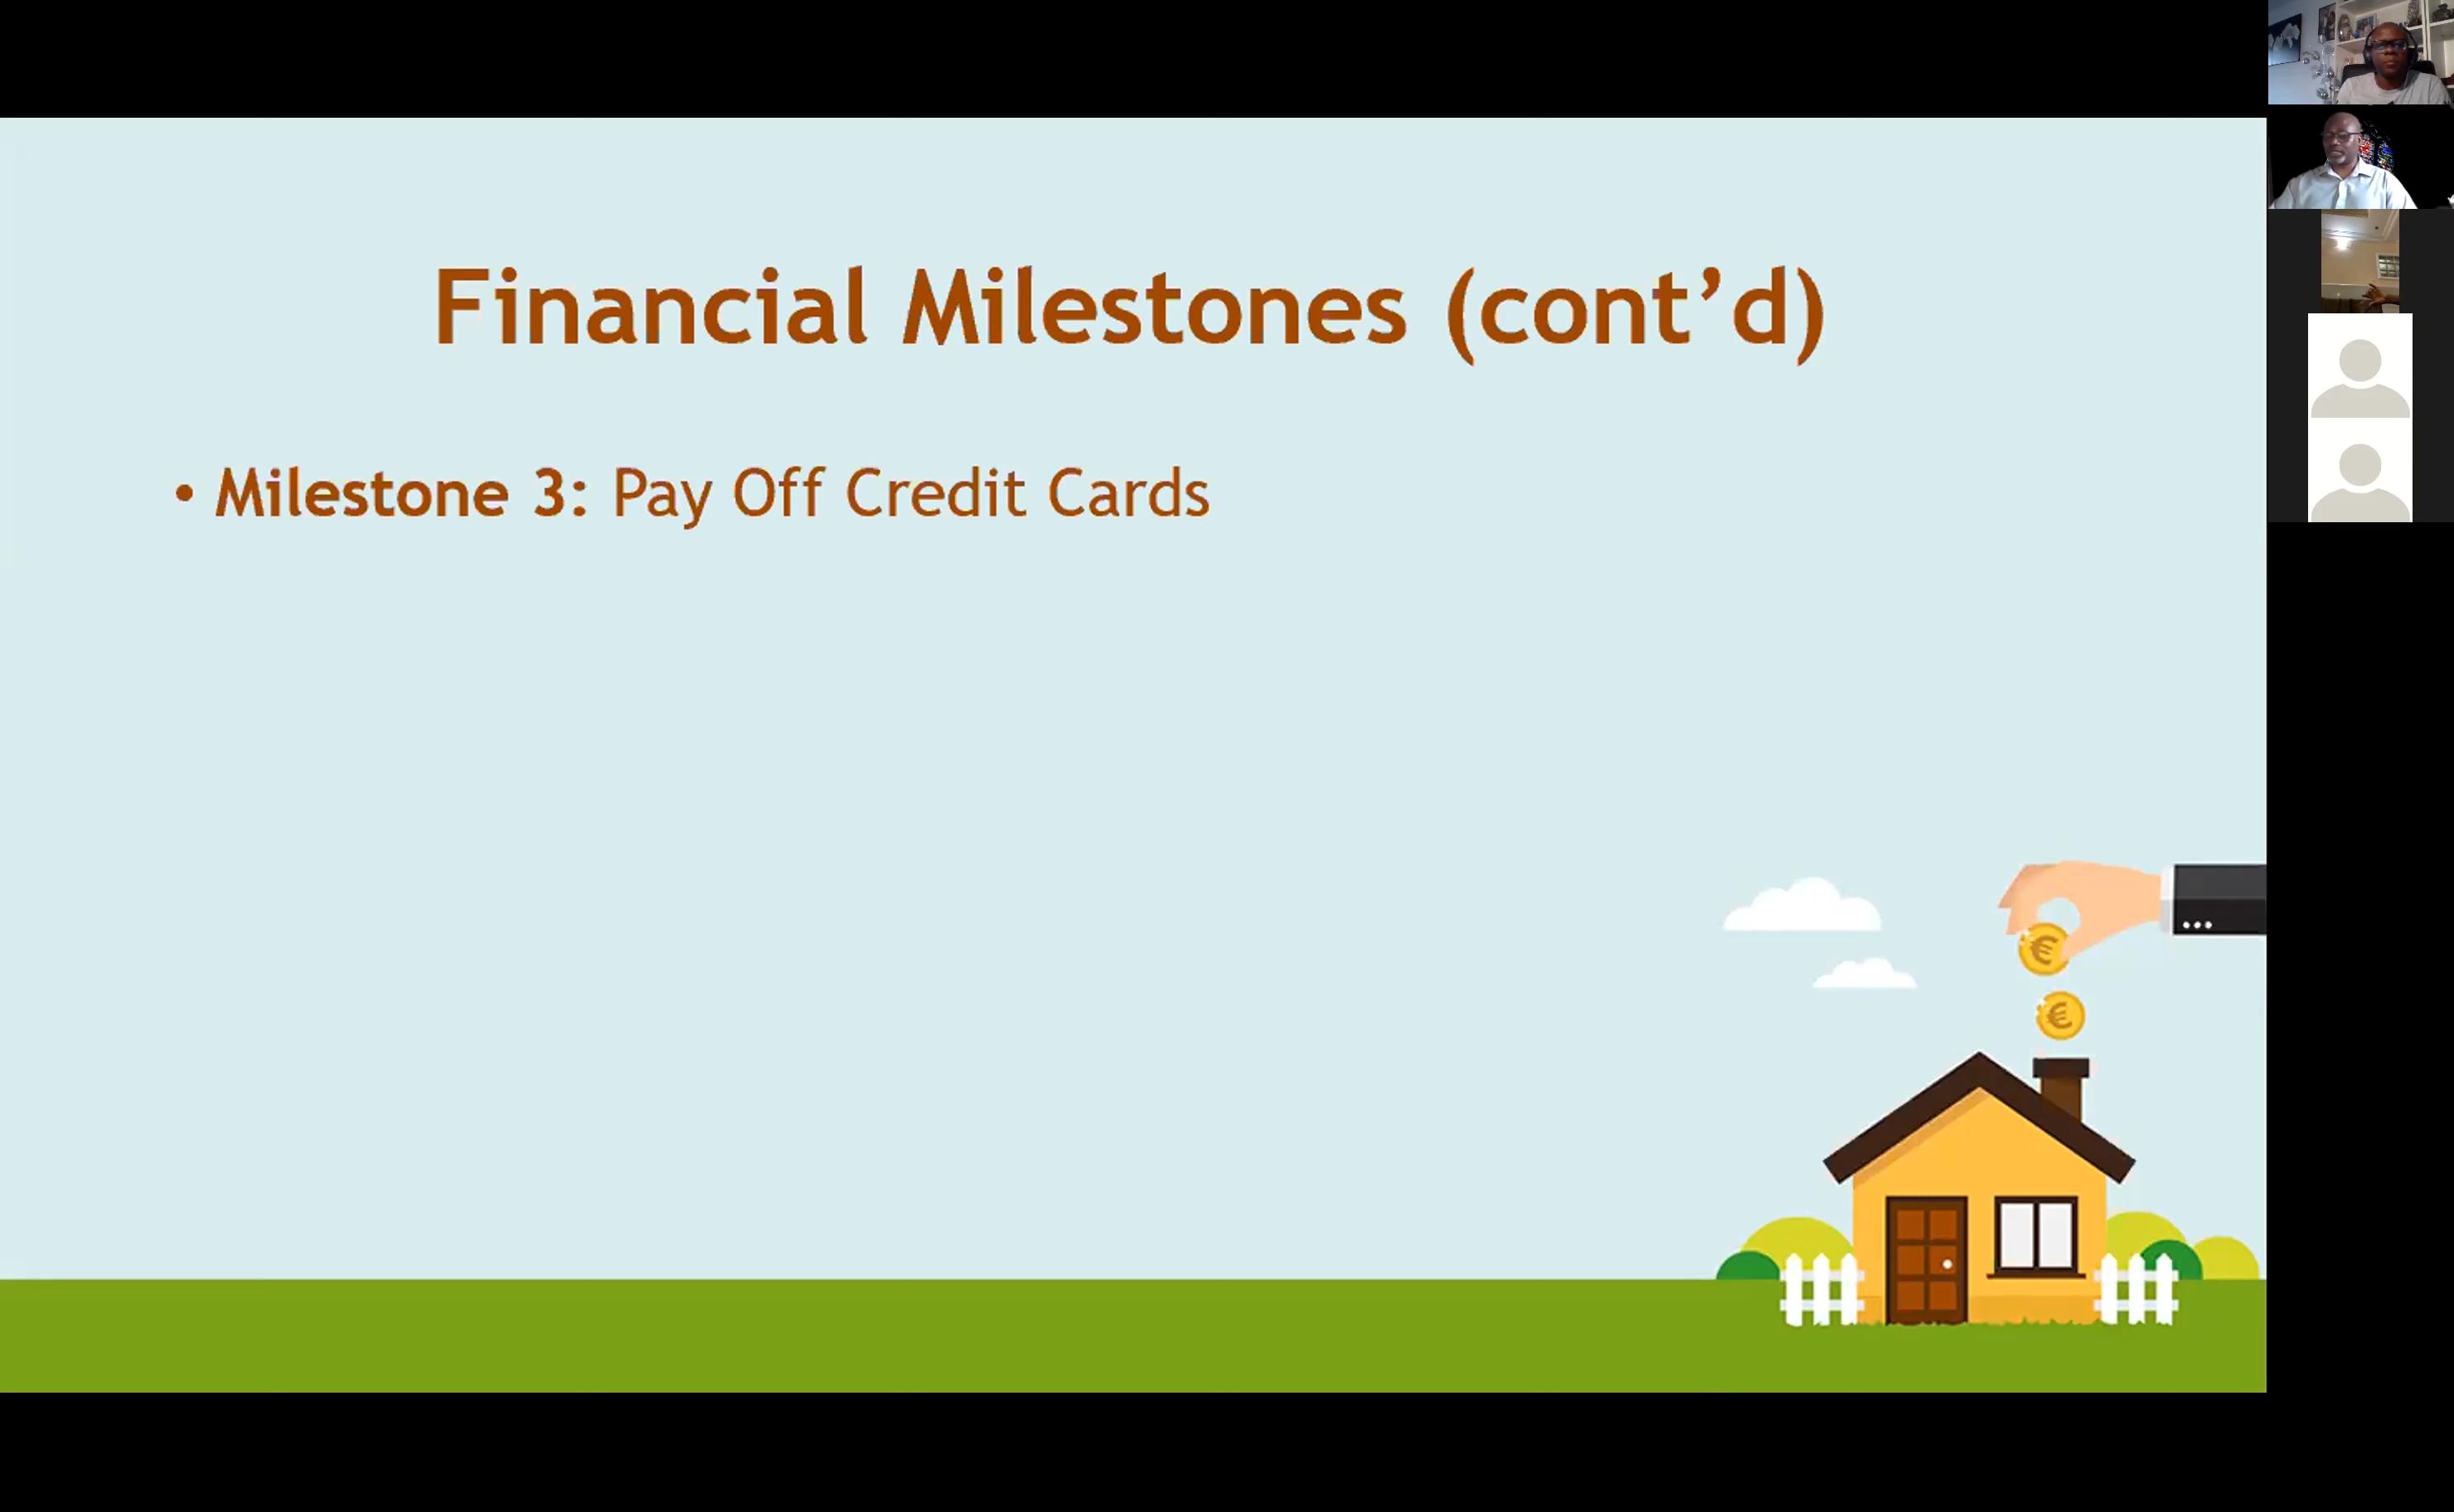 Financial Milestones (cont’d)
• Milestone 3: Pay Off Credit Cards
€
€